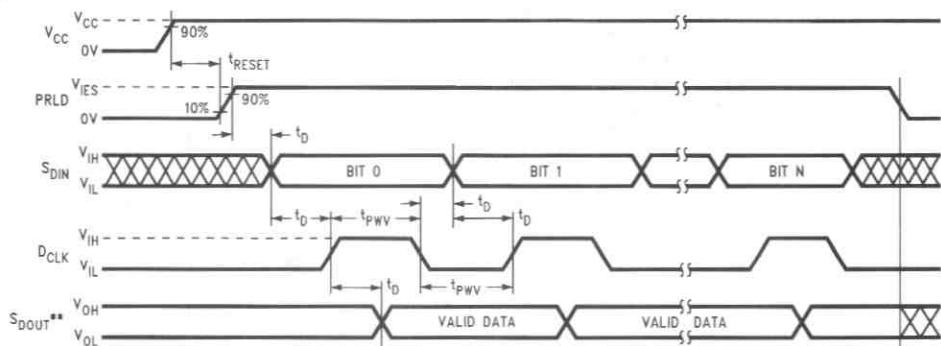 VCC
VCC
90%
0V
tRESET
VIES
PRLD
10%
90%
0V
tD
VIH
SDIN
BIT 0
BIT 1
BIT N
VIL
tD
tPWV
tD
tD
VIH
DCLK
VIL
tD
tPWV
VOH
SDOUT**
VALID DATA
VALID DATA
VOL